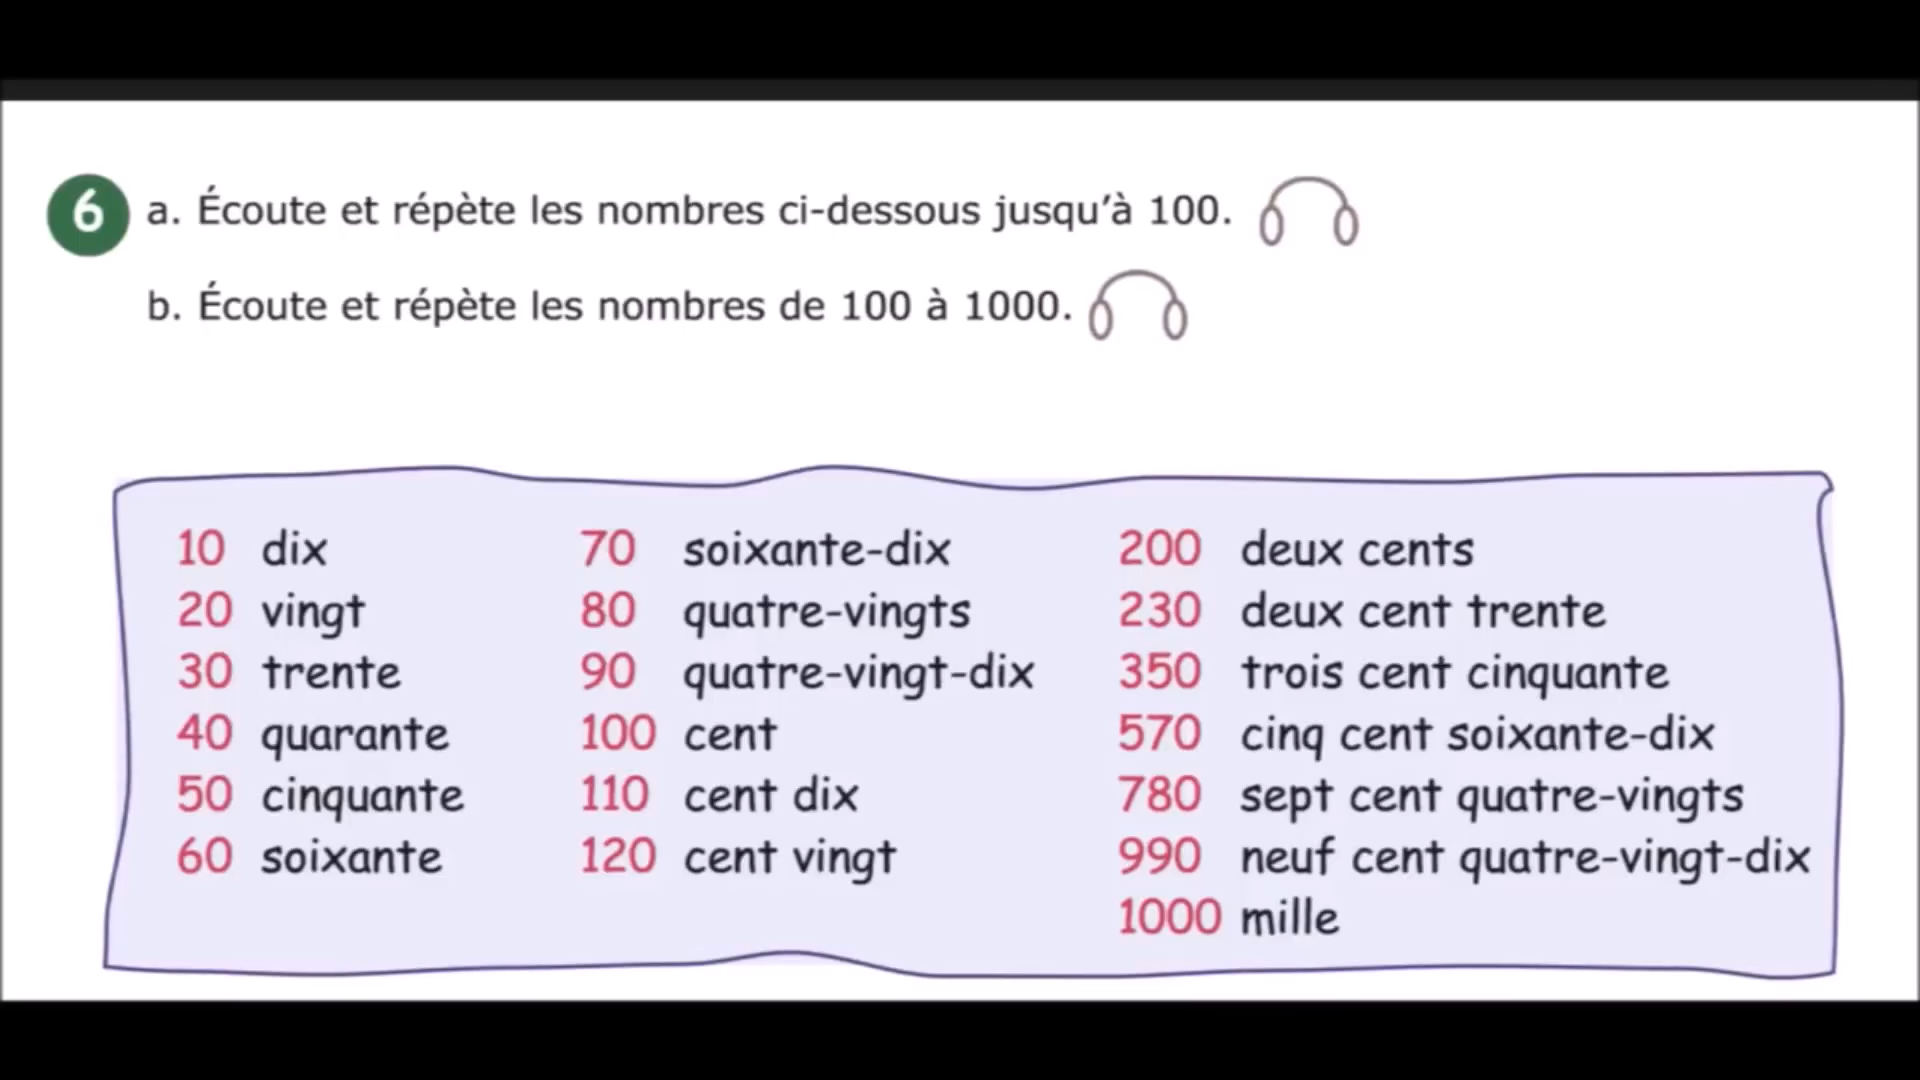 6 a. Écoute et répète les nombres ci-dessous jusqu'à 100.
b. Écoute et répète les nombres de 100 à 1000.
10 dix
20 vingt
30 trente
40 quarante
50 cinquante
60 soixante
70 soixante-dix
80 quatre-vingts
90 quatre-vingt-dix
100 cent
110 cent dix
120 cent vingt
200 deux cents
230 deux cent trente
350 trois cent cinquante
570 cinq cent soixante-dix
780 sept cent quatre-vingts
990 neuf cent quatre-vingt-dix
1000 mille